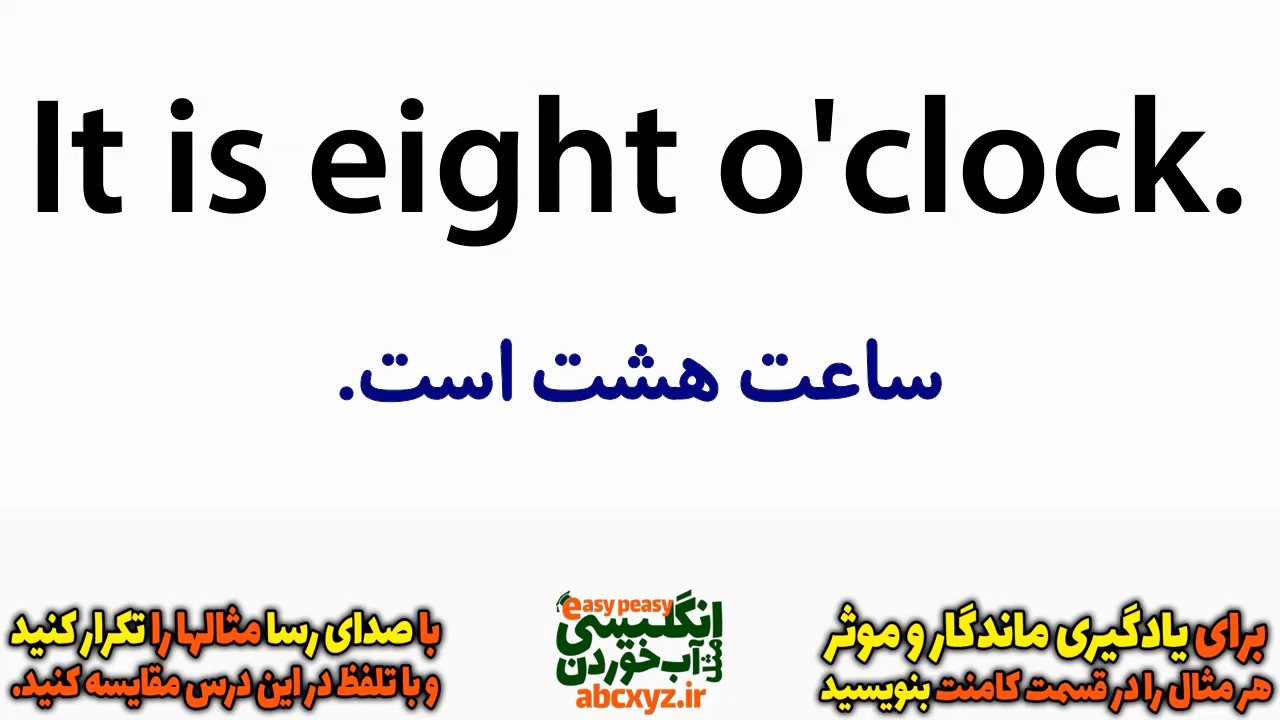 It is eight o'clock.
ساعت هشت است.
با صدای رسا مثالها را تکرار کنید
و با تلفظ در این درس مقایسه کنید.
easy peasy
انگلیسی
مثل آب خوردن
abcxyz.ir
برای یادگیری ماندگار و موثر
هر مثال را در قسمت کامنت بنویسید